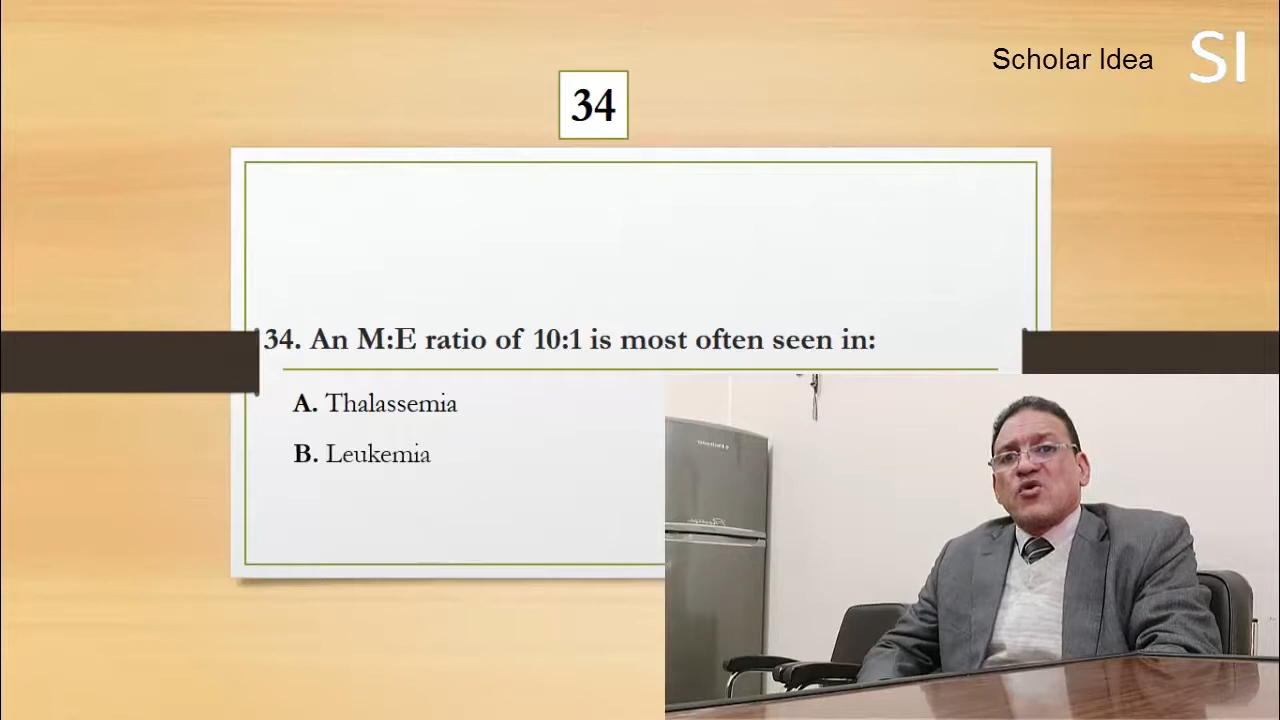 Scholar Idea SI
34
34. An M:E ratio of 10:1 is most often seen in:
A. Thalassemia
B. Leukemia